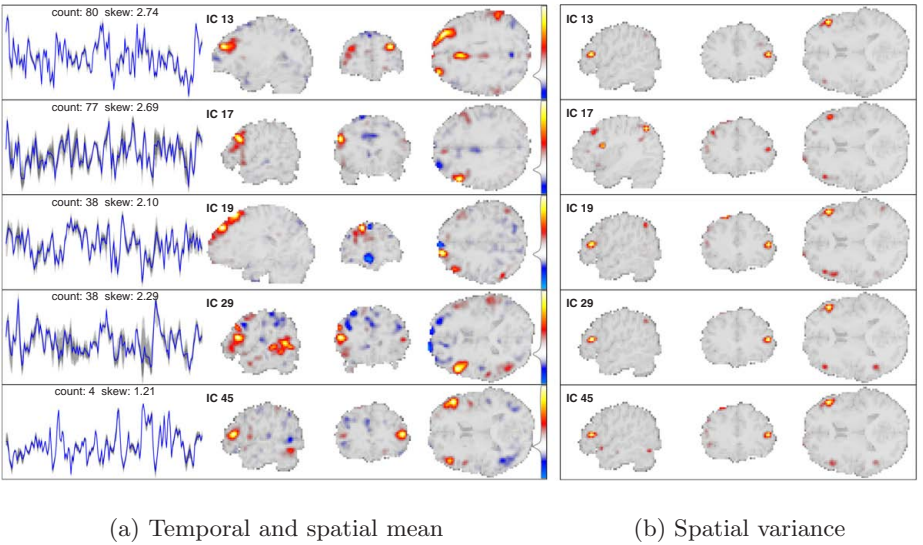 count: 80 skew: 2.74
IC 13
count: 77 skew: 2.69
IC 17
count: 38 skew: 2.10
IC 19
count: 38 skew: 2.29
IC 29
count: 4 skew: 1.21
IC 45
IC 13
IC 17
IC 19
IC 29
IC 45
(a) Temporal and spatial mean
(b) Spatial variance